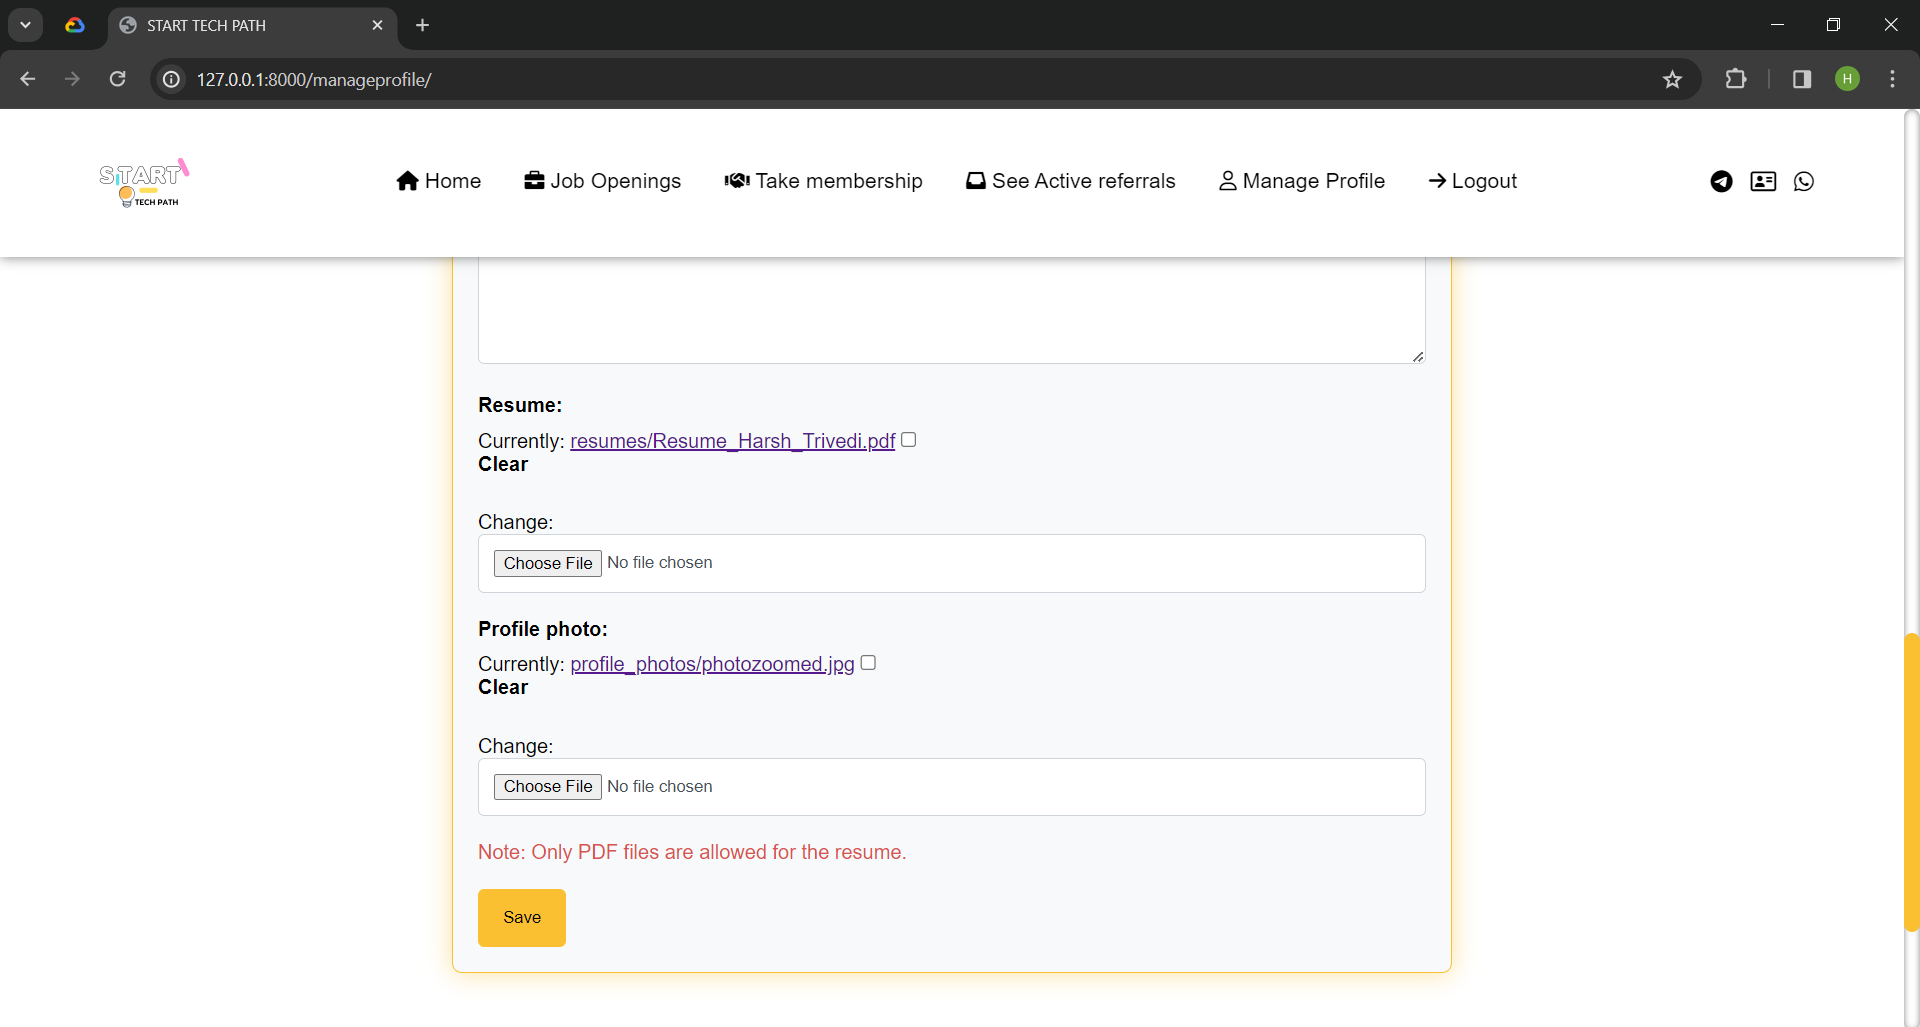 START TECH PATH
127.0.0.1:8000/manageprofile/
H
START
TECH PATH
Home
Job Openings
Take membership
See Active referrals
Manage Profile
Logout
Resume:
Currently: resumes/Resume_Harsh_Trivedi.pdf
Clear
Change:
Choose File No file chosen
Profile photo:
Currently: profile_photos/photozoomed.jpg
Clear
Change:
Choose File No file chosen
Note: Only PDF files are allowed for the resume.
Save